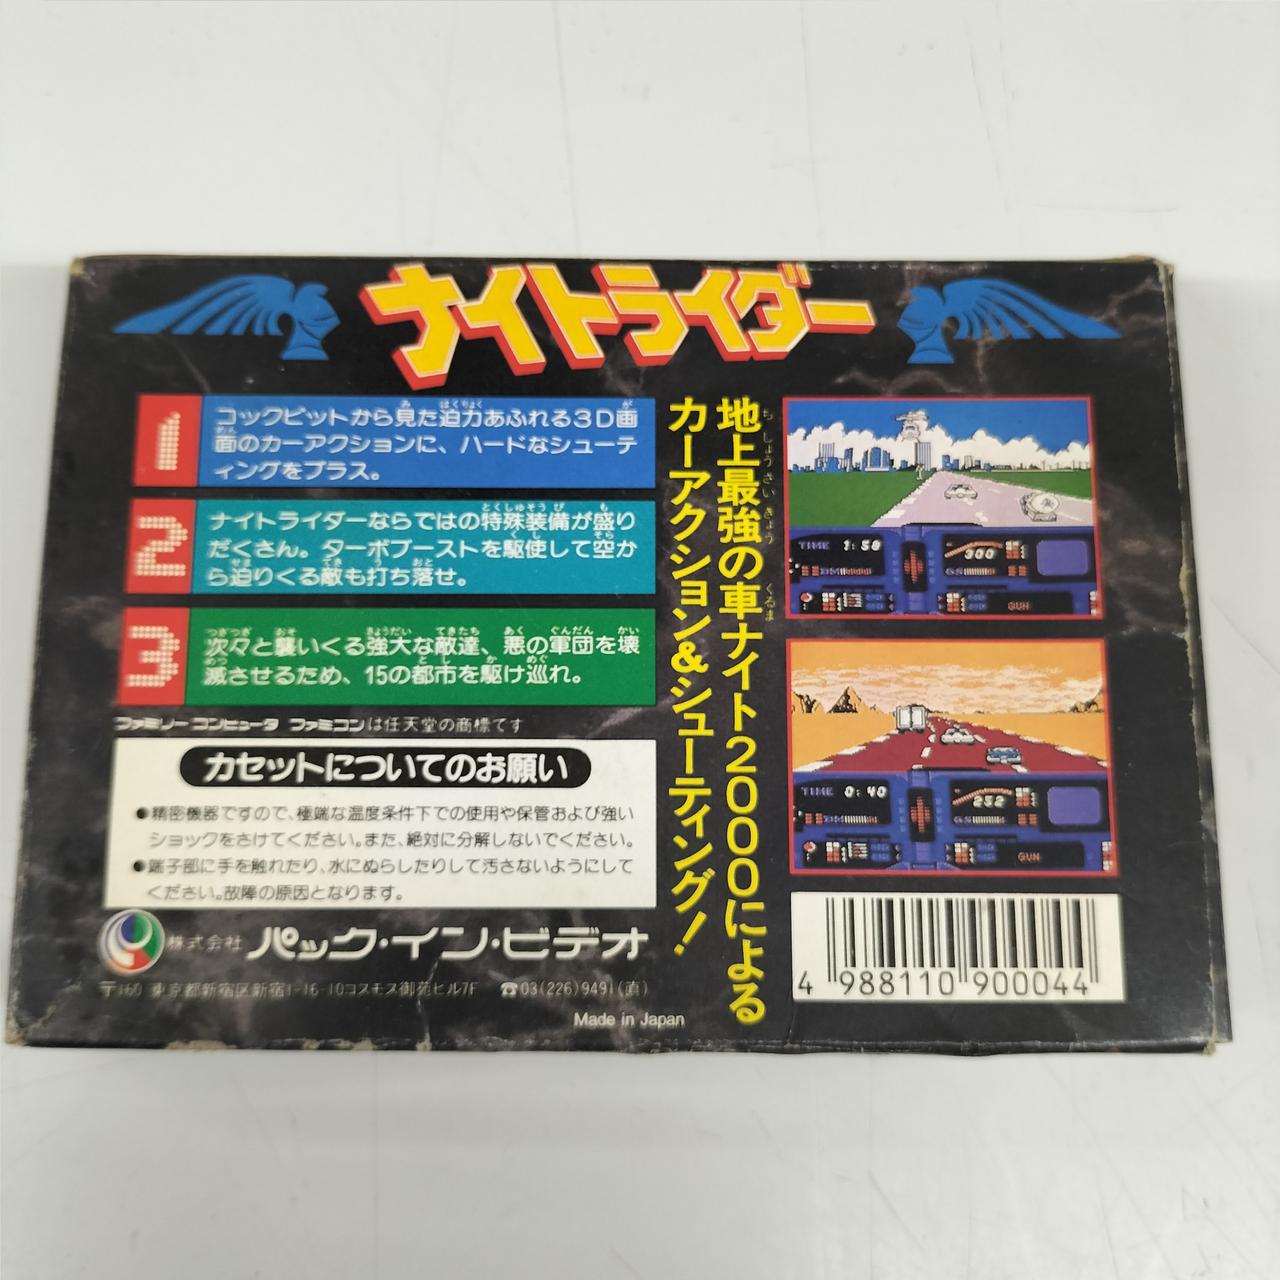 ナイトライダー
1
コックピットから見た迫力あふれる3D画
面のカーアクションに、ハードなシューテ
ィングをプラス。
2
ナイトライダーならではの特殊装備が盛り
だくさん。ターボブーストを駆使して空か
ら迫りくる敵も打ち落せ。
3
次々と襲いくる強大な敵達、悪の軍団を壊
滅させるため、15の都市を駆け巡れ。
ファミリーコンピュータ ファミコンは任天堂の商標です
カセットについてのお願い
●精密機器ですので、極端な温度条件下での使用や保管および強い
ショックをさけてください。また、絶対に分解しないでください。
●端子部に手を触れたり、水にぬらしたりして汚さないようにして
ください。故障の原因となります。
株式会社 パック・イン・ビデオ
〒160 東京都新宿区新宿1-16-10コスモス御苑ビル7F ☎03(226)9491(直)
Made in Japan
地上最強の車ナイト2000による
カーアクション&シューティング!
TIME 1:58
300
GUN
TIME 0:40
252
GUN
4 988110 900044